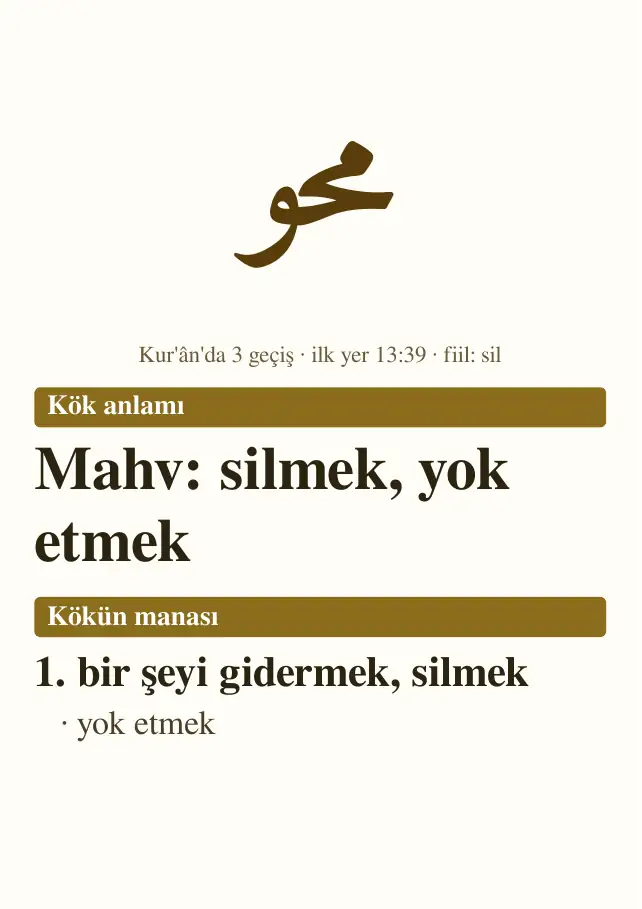 محو
Kur'ân'da 3 geçiş · ilk yer 13:39 · fiil: sil
Kök anlamı
Mahv: silmek, yok
etmek
Kökün manası
1. bir şeyi gidermek, silmek
· yok etmek